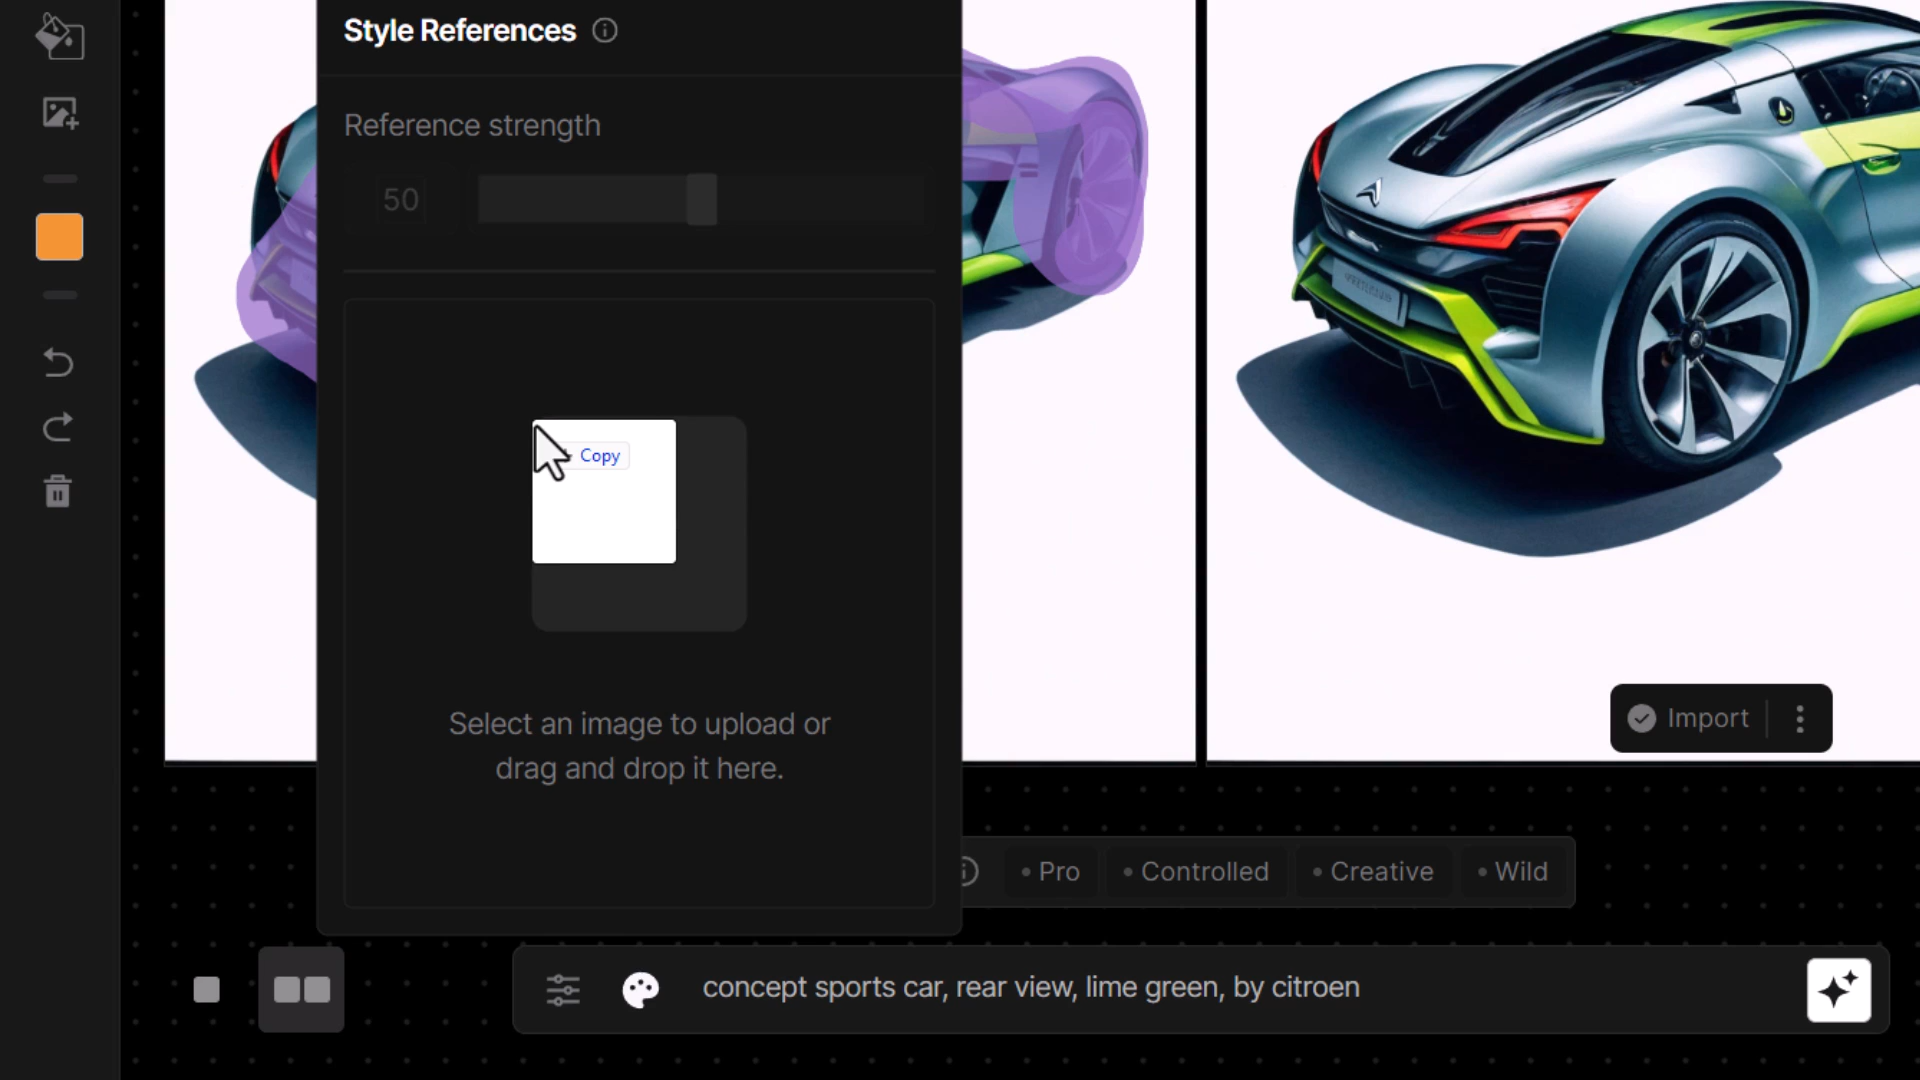 Style References
Reference strength
50
Copy
Select an image to upload or
drag and drop it here.
Import
• Pro
• Controlled
• Creative
• Wild
concept sports car, rear view, lime green, by citroen